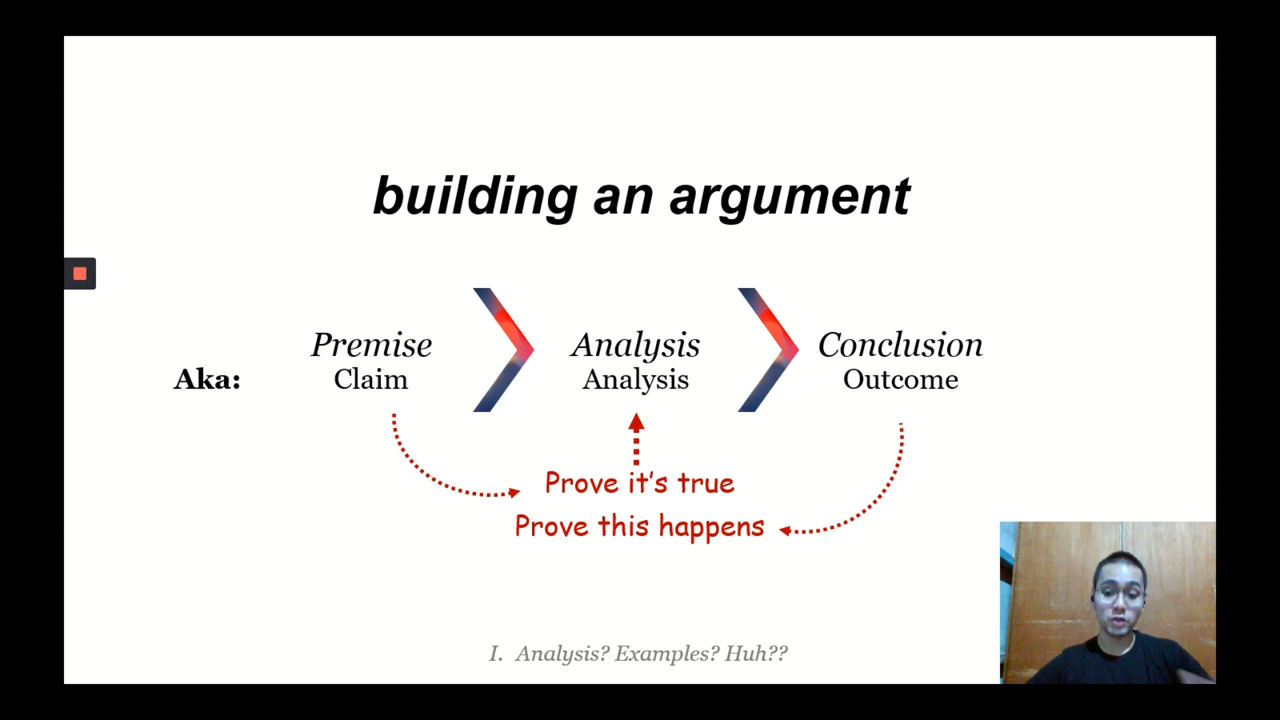 building an argument
Premise Analysis Conclusion
Aka: Claim Analysis Outcome
Prove it's true
Prove this happens
I. Analysis? Examples? Huh??